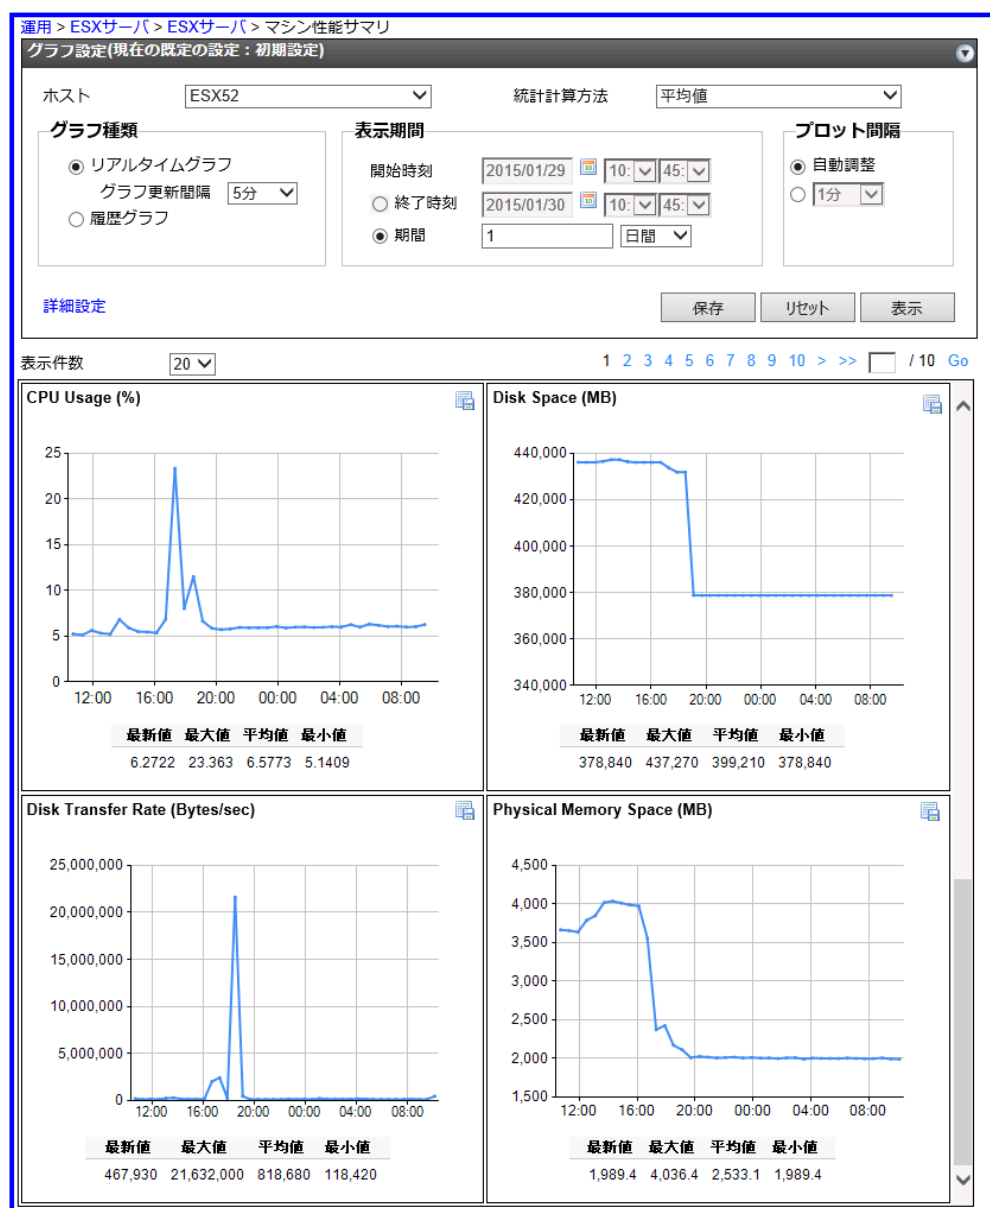 運用 > ESXサーバ > ESXサーバ > マシン性能サマリ
グラフ設定(現在の既定の設定：初期設定)
ホスト ESX52 統計計算方法 平均値
グラフ種類 表示期間 プロット間隔
リアルタイムグラフ 開始時刻 2015/01/29 10: 45: 自動調整
グラフ更新間隔 5分 終了時刻 2015/01/30 10: 45: 1分
履歴グラフ 期間 1 日間
詳細設定 保存 リセット 表示
表示件数 20 1 2 3 4 5 6 7 8 9 10 > >> / 10 Go
CPU Usage (%)
25
20
15
10
5
0
12:00 16:00 20:00 00:00 04:00 08:00
最新値 最大値 平均値 最小値
6.2722 23.363 6.5773 5.1409
Disk Space (MB)
440,000
420,000
400,000
380,000
360,000
340,000
12:00 16:00 20:00 00:00 04:00 08:00
最新値 最大値 平均値 最小値
378,840 437,270 399,210 378,840
Disk Transfer Rate (Bytes/sec)
25,000,000
20,000,000
15,000,000
10,000,000
5,000,000
0
12:00 16:00 20:00 00:00 04:00 08:00
最新値 最大値 平均値 最小値
467,930 21,632,000 818,680 118,420
Physical Memory Space (MB)
4,500
4,000
3,500
3,000
2,500
2,000
1,500
12:00 16:00 20:00 00:00 04:00 08:00
最新値 最大値 平均値 最小値
1,989.4 4,036.4 2,533.1 1,989.4